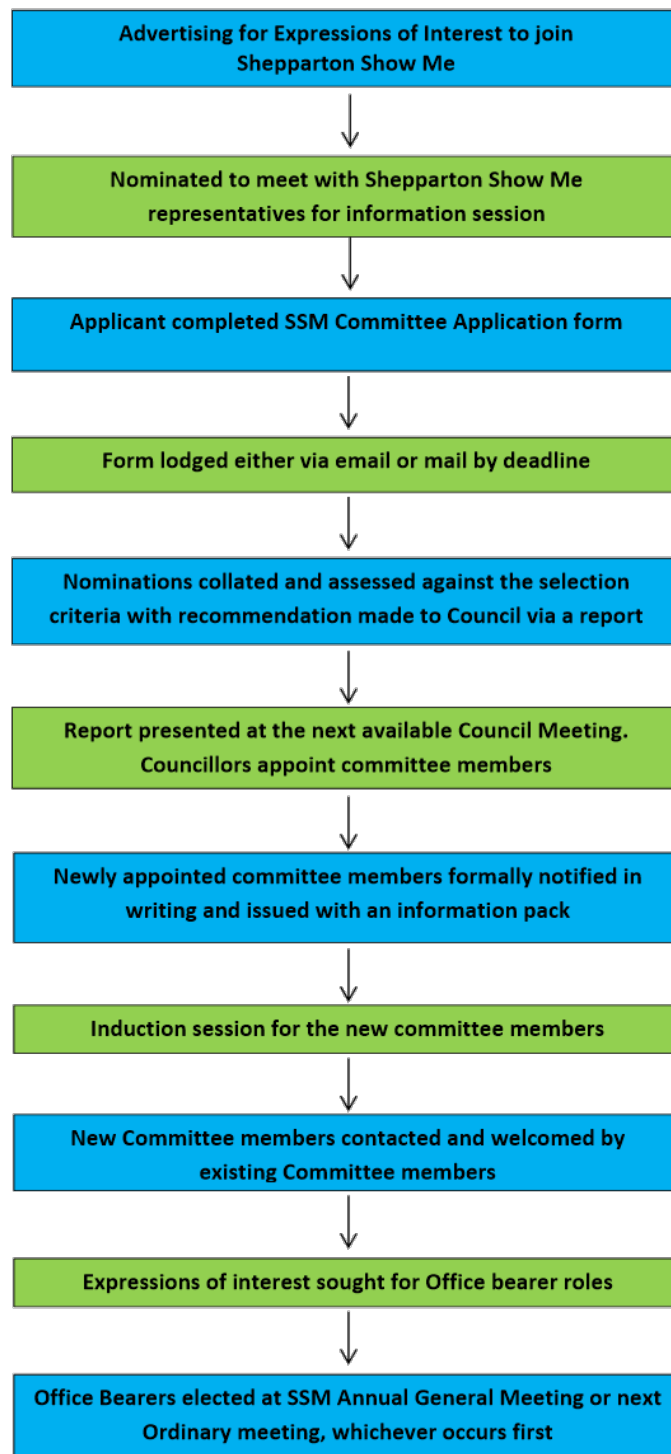 Advertising for Expressions of Interest to join
Shepparton Show Me
Nominated to meet with Shepparton Show Me
representatives for information session
Applicant completed SSM Committee Application form
Form lodged either via email or mail by deadline
Nominations collated and assessed against the selection
criteria with recommendation made to Council via a report
Report presented at the next available Council Meeting.
Councillors appoint committee members
Newly appointed committee members formally notified in
writing and issued with an information pack
Induction session for the new committee members
New Committee members contacted and welcomed by
existing Committee members
Expressions of interest sought for Office bearer roles
Office Bearers elected at SSM Annual General Meeting or next
Ordinary meeting, whichever occurs first